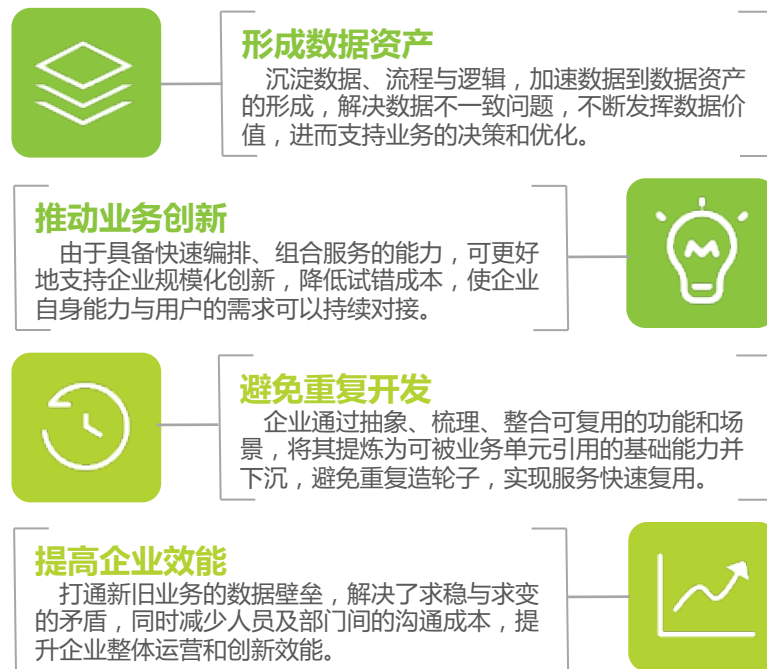 形成数据资产
沉淀数据、流程与逻辑，加速数据到数据资产
的形成，解决数据不一致问题，不断发挥数据价
值，进而支持业务的决策和优化。
推动业务创新
由于具备快速编排、组合服务的能力，可更好
地支持企业规模化创新，降低试错成本，使企业
自身能力与用户的需求可以持续对接。
避免重复开发
企业通过抽象、梳理、整合可复用的功能和场
景，将其提炼为可被业务单元引用的基础能力并
下沉，避免重复造轮子，实现服务快速复用。
提高企业效能
打通新旧业务的数据壁垒，解决了求稳与求变
的矛盾，同时减少人员及部门间的沟通成本，提
升企业整体运营和创新效能。